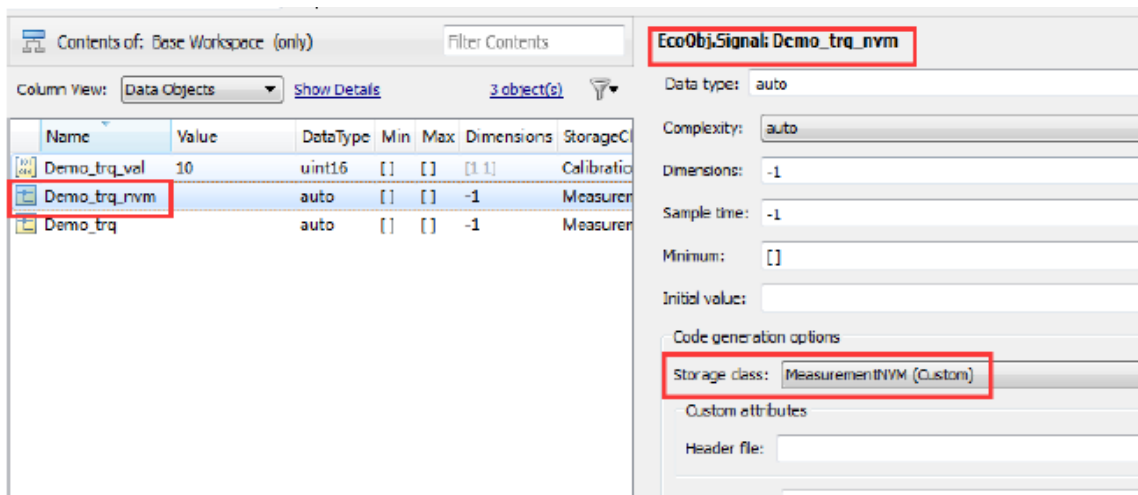 Contents of: Base Workspace (only)
Filter Contents
Column View: Data Objects
Show Details
3 object(s)
Name Value DataType Min Max Dimensions StorageCl
Demo_trq_val 10 uint16 [ ] [ ] [1 1] Calibratio
Demo_trq_nvm auto [ ] [ ] -1 Measuren
Demo_trq auto [ ] [ ] -1 Measuren
EcoObj.Signal: Demo_trq_nvm
Data type: auto
Complexity: auto
Dimensions: -1
Sample time: -1
Minimum: []
Initial value:
Code generation options
Storage class: MeasurementNVM (Custom)
Custom attributes
Header file: